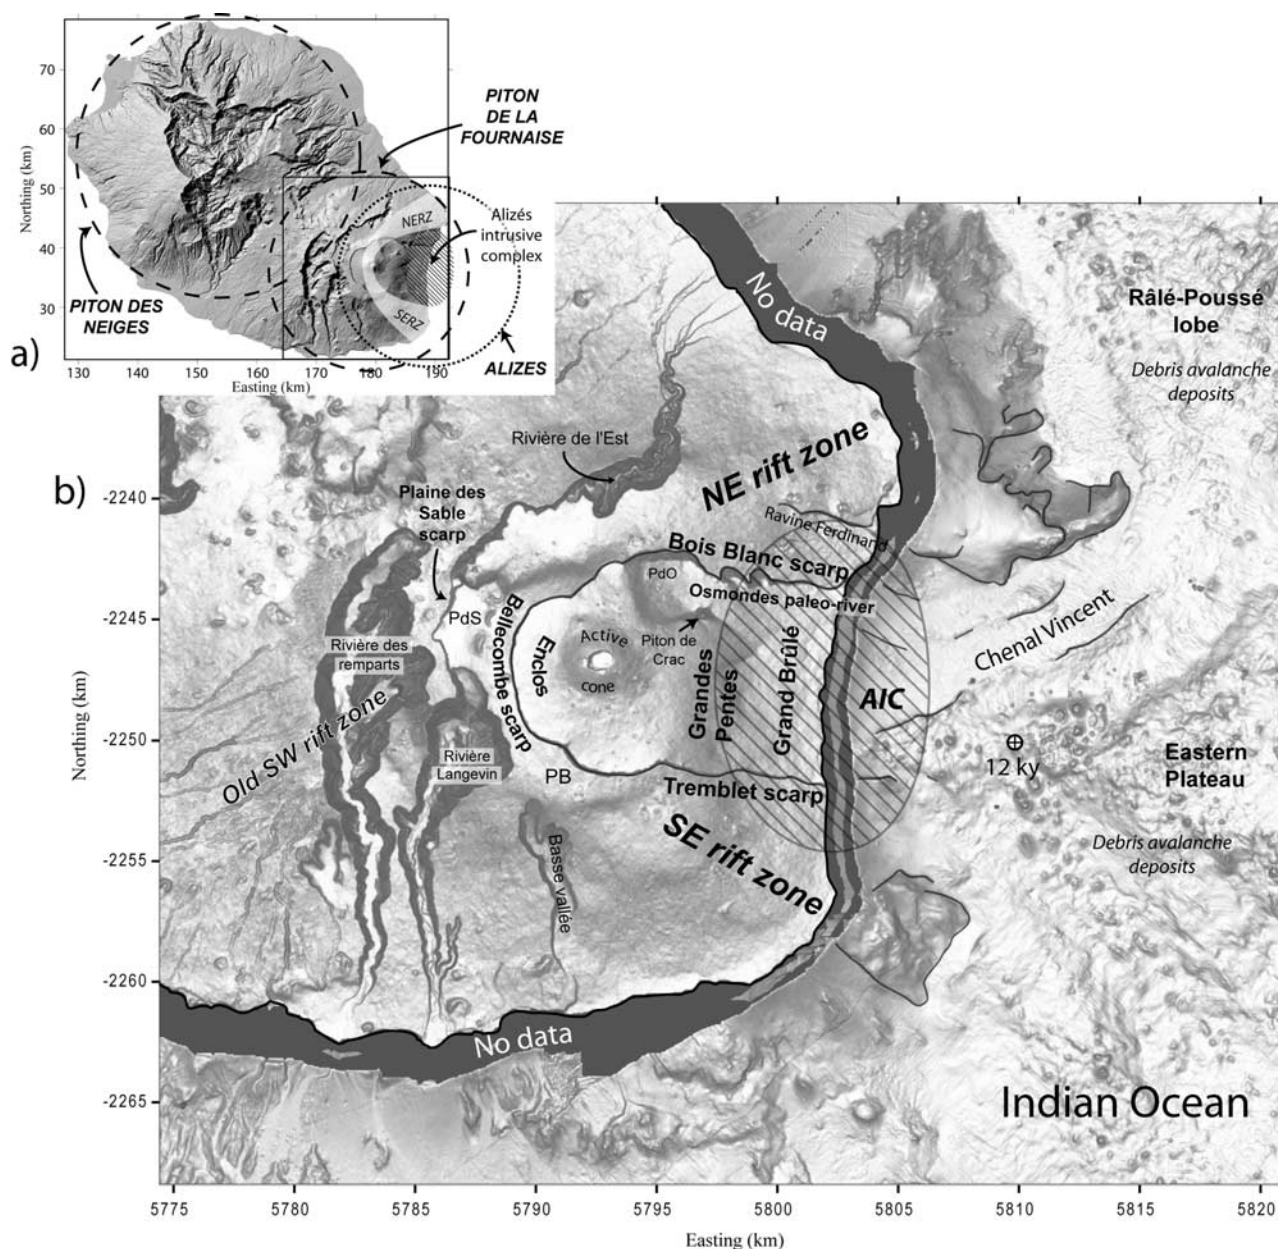 a)
PITON
DE LA
FOURNAISE
NERZ
SERZ
Alizés
intrusive
complex
ALIZES
PITON DES
NEIGES
Northing (km)
70
60
50
40
30
130
140
150
160
170
180
190
Easting (km)
b)
No data
Râlé-Poussé
lobe
Debris avalanche
deposits
Rivière de l'Est
NE rift zone
Plaine des
Sable
scarp
Ravine Ferdinand
Bois Blanc scarp
PdO
Osmondes paleo-river
PdS
Bellecombe scarp
Enclos
Active
cone
Piton de
Crac
Grandes
Pentes
Grand Brûlé
AIC
Chenal Vincent
Rivière des
remparts
Old SW rift zone
Rivière
Langevin
PB
Tremblet scarp
12 ky
Eastern
Plateau
Debris avalanche
deposits
SE rift zone
Basse vallée
No data
Indian Ocean
Northing (km)
-2240
-2245
-2250
-2255
-2260
-2265
5775
5780
5785
5790
5795
5800
5805
5810
5815
5820
Easting (km)